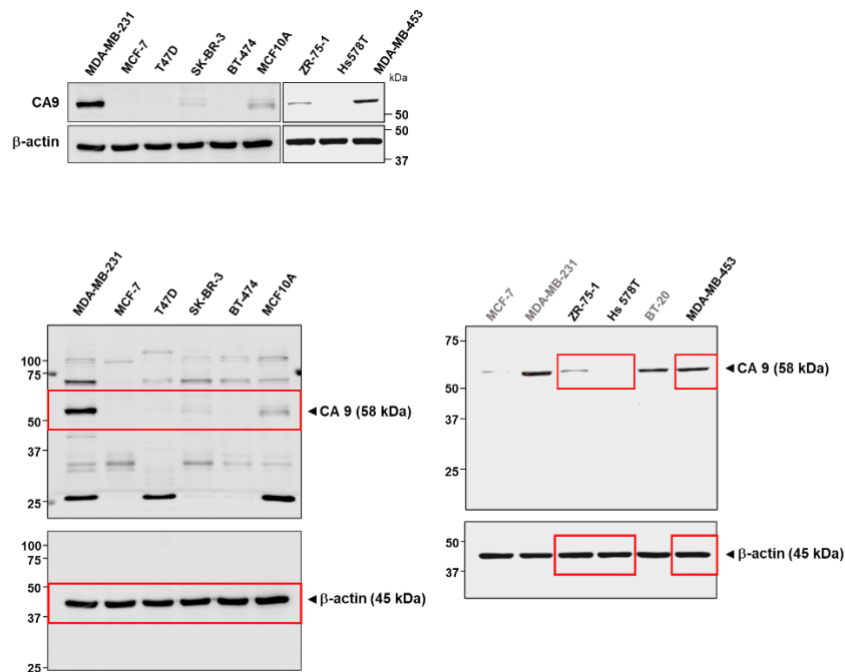 MDA-MB-231 MCF-7 T47D SK-BR-3 BT-474 MCF10A ZR-75-1 Hs578T MDA-MB-453
kDa
CA9
50
β-actin
50
37
MDA-MB-231 MCF-7 T47D SK-BR-3 BT-474 MCF10A
100
75
50
37
25
CA 9 (58 kDa)
100
75
50
37
25
β-actin (45 kDa)
MCF-7 MDA-MB-231 ZR-75-1 Hs 578T BT-20 MDA-MB-453
75
50
37
25
CA 9 (58 kDa)
50
37
β-actin (45 kDa)